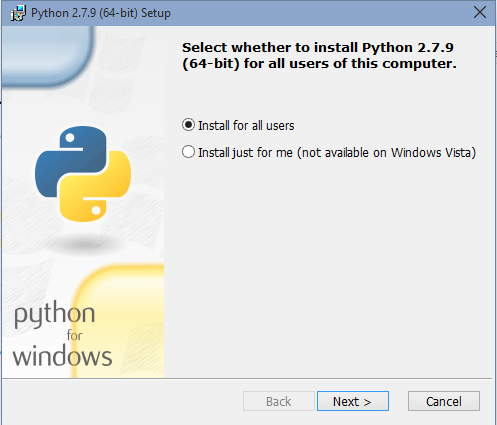 Python 2.7.9 (64-bit) Setup
Select whether to install Python 2.7.9
(64-bit) for all users of this computer.
Install for all users
Install just for me (not available on Windows Vista)
python
for
windows
Back
Next >
Cancel